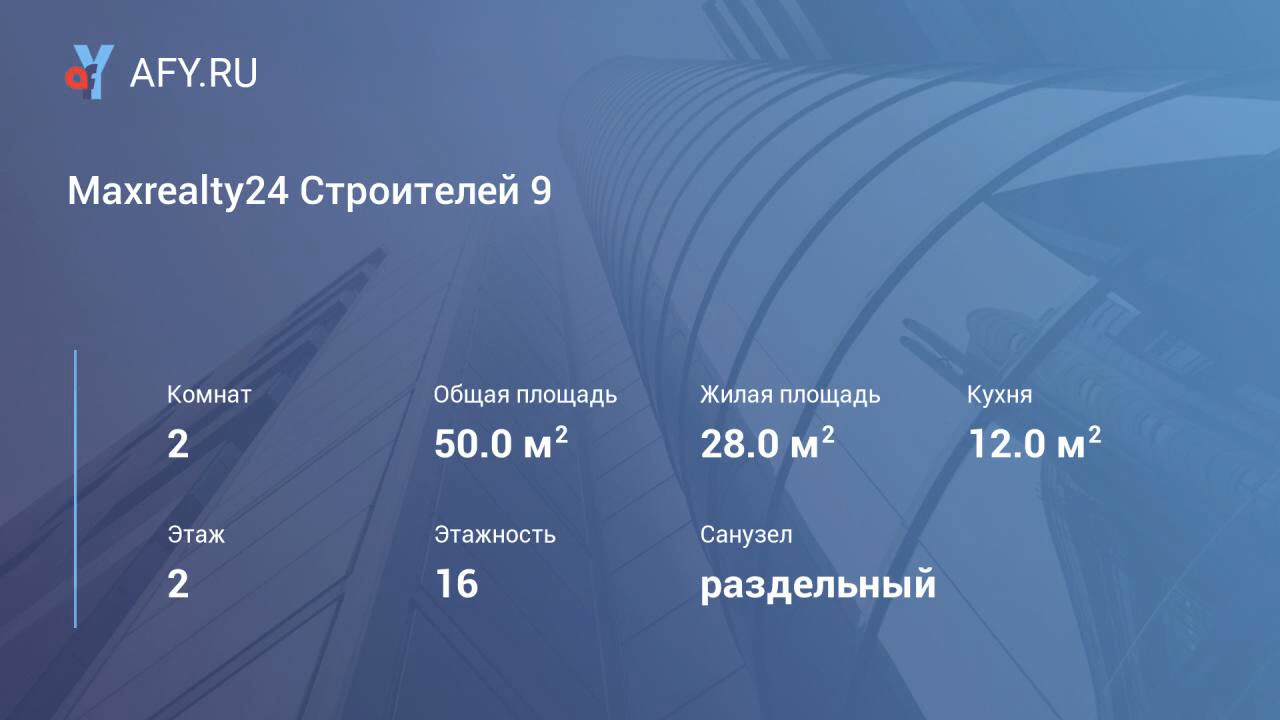 afY AFY.RU
Maxrealty24 Строителей 9
Комнат Общая площадь Жилая площадь Кухня
2 50.0 м² 28.0 м² 12.0 м²
Этаж Этажность Санузел
2 16 раздельный